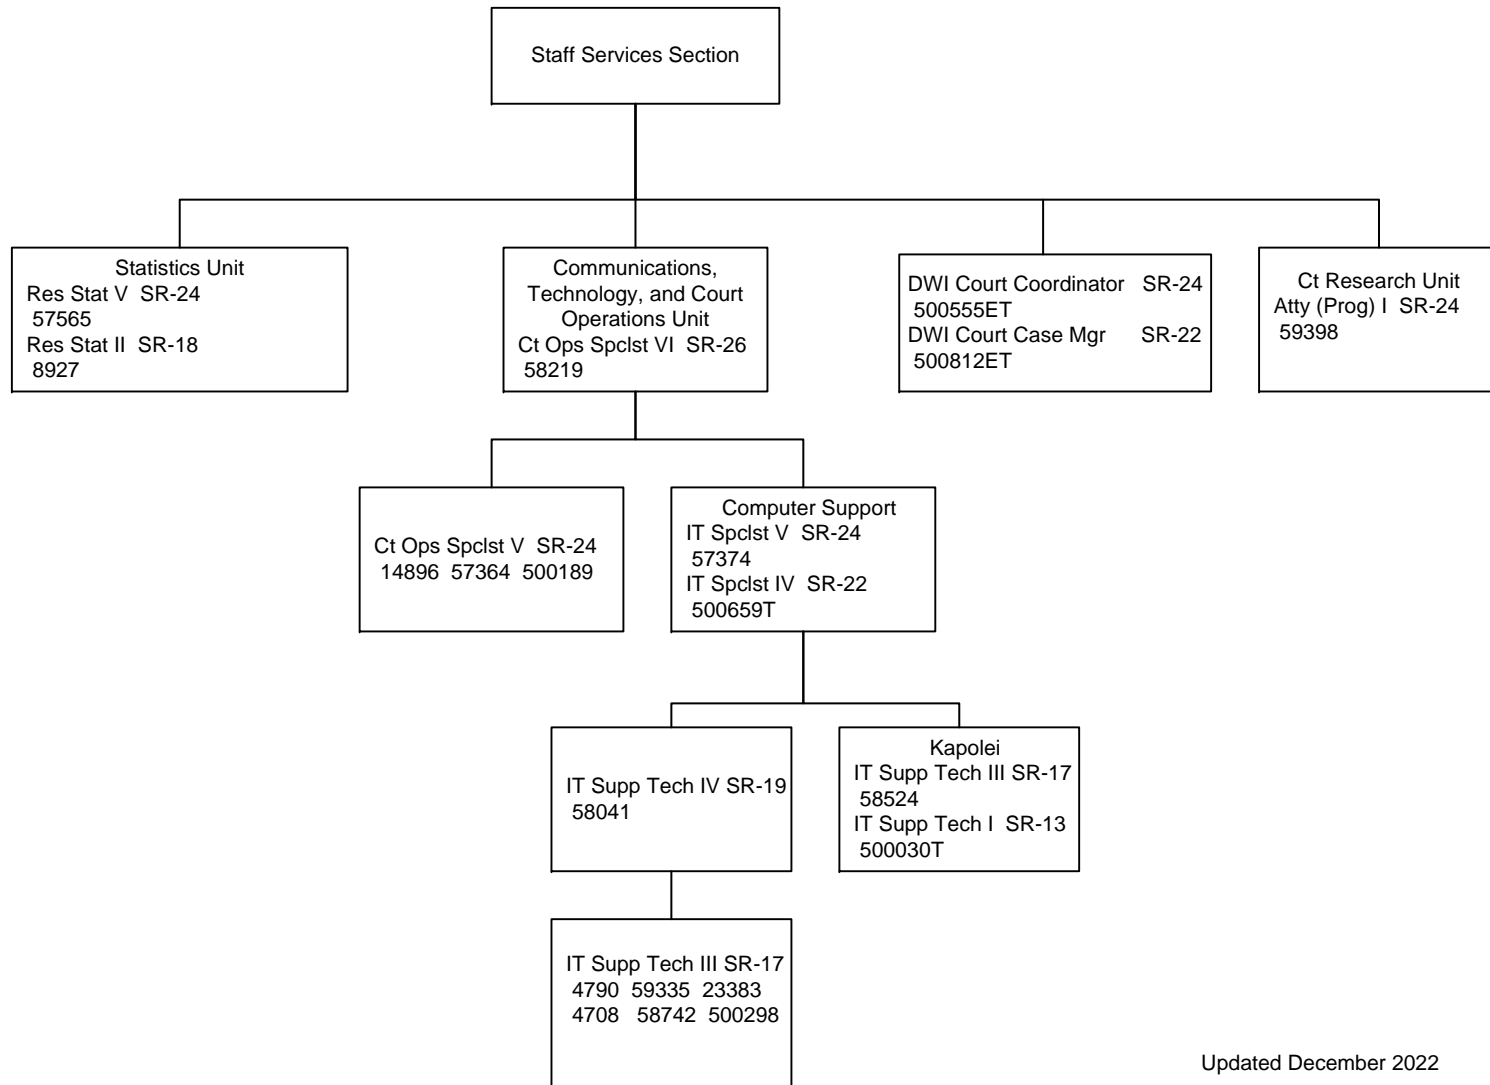 Staff Services Section
Statistics Unit
Res Stat V SR-24
57565
Res Stat II SR-18
8927
Communications,
Technology, and Court
Operations Unit
Ct Ops Spclst VI SR-26
58219
DWI Court Coordinator SR-24
500555ET
DWI Court Case Mgr SR-22
500812ET
Ct Research Unit
Atty (Prog) I SR-24
59398
Ct Ops Spclst V SR-24
14896 57364 500189
Computer Support
IT Spclst V SR-24
57374
IT Spclst IV SR-22
500659T
IT Supp Tech IV SR-19
58041
Kapolei
IT Supp Tech III SR-17
58524
IT Supp Tech I SR-13
500030T
IT Supp Tech III SR-17
4790 59335 23383
4708 58742 500298
Updated December 2022